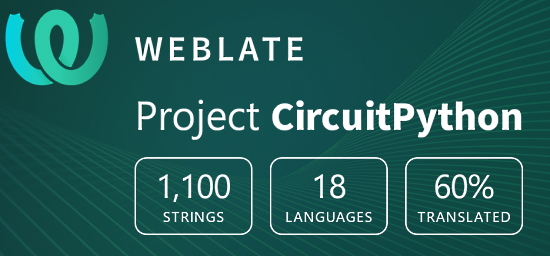 WEBLATE
Project CircuitPython
1,100 18 60%
STRINGS LANGUAGES TRANSLATED